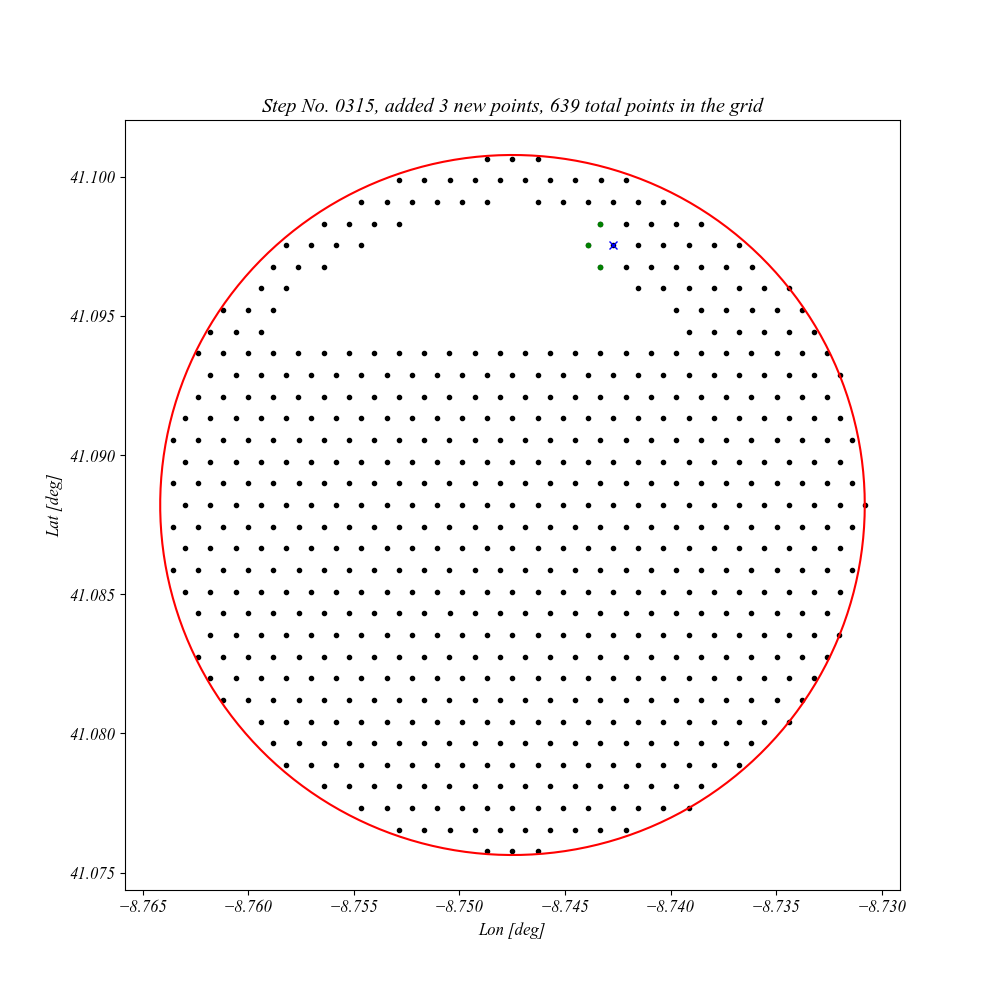 Step No. 0315, added 3 new points, 639 total points in the grid
41.100
41.095
41.090
41.085
41.080
41.075
Lat [deg]
−8.765 −8.760 −8.755 −8.750 −8.745 −8.740 −8.735 −8.730
Lon [deg]